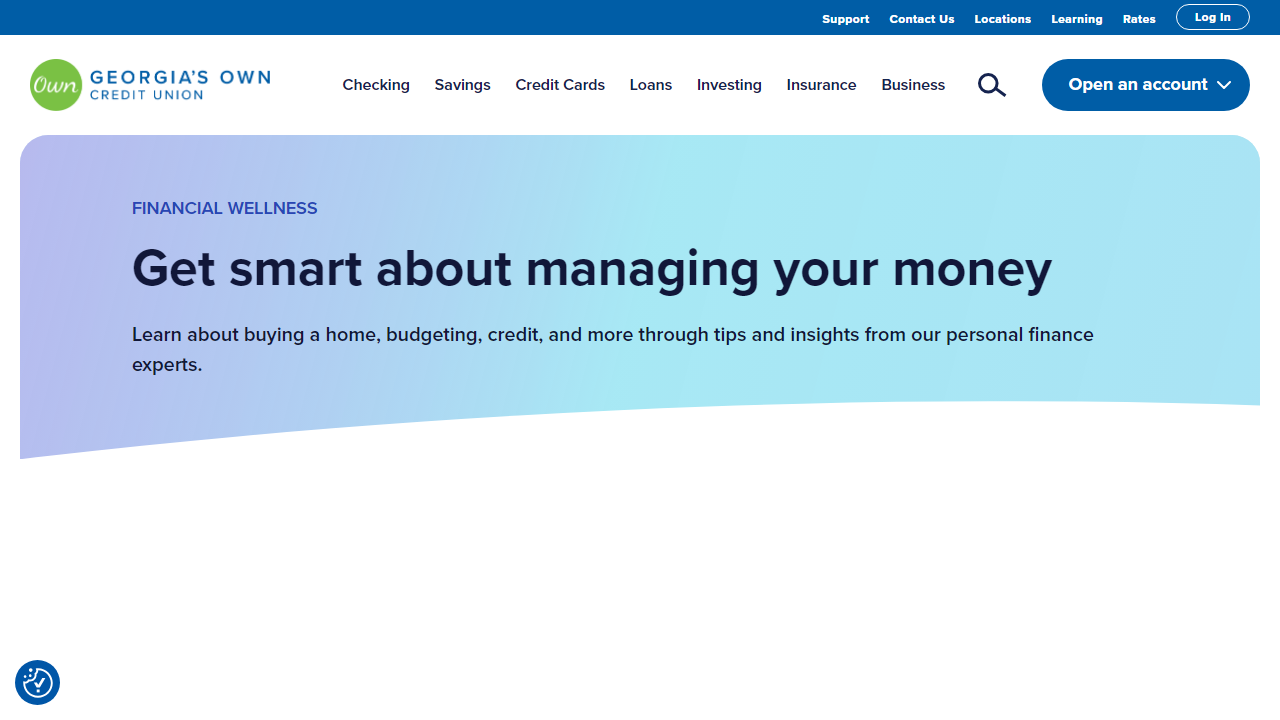 Support Contact Us Locations Learning Rates Log In
Own GEORGIA'S OWN
CREDIT UNION
Checking Savings Credit Cards Loans Investing Insurance Business Open an account
FINANCIAL WELLNESS
Get smart about managing your money
Learn about buying a home, budgeting, credit, and more through tips and insights from our personal finance
experts.